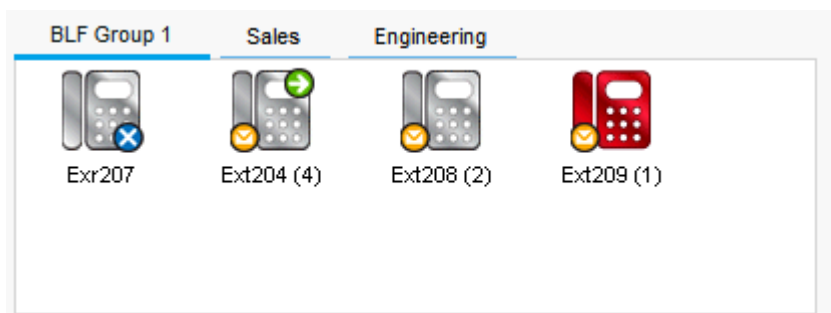 BLF Group 1 Sales Engineering
Exr207 Ext204 (4) Ext208 (2) Ext209 (1)